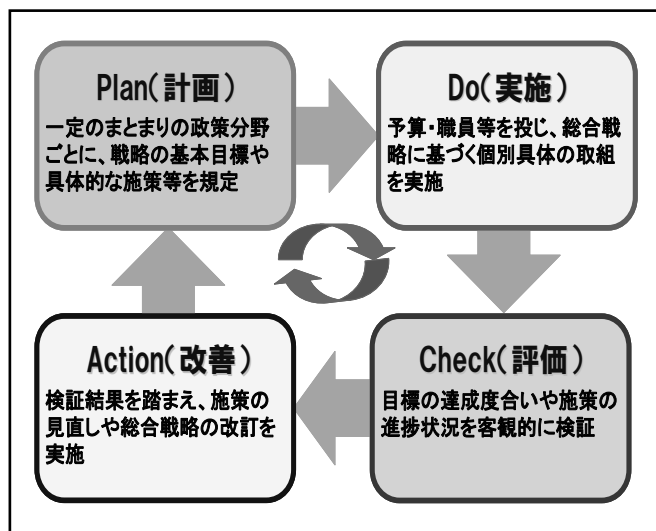 Plan(計画)
一定のまとまりの政策分野
ごとに、戦略の基本目標や
具体的な施策等を規定
Do(実施)
予算・職員等を投じ、総合戦
略に基づく個別具体の取組
を実施
Check(評価)
目標の達成度合いや施策の
進捗状況を客観的に検証
Action(改善)
検証結果を踏まえ、施策の
見直しや総合戦略の改訂を
実施